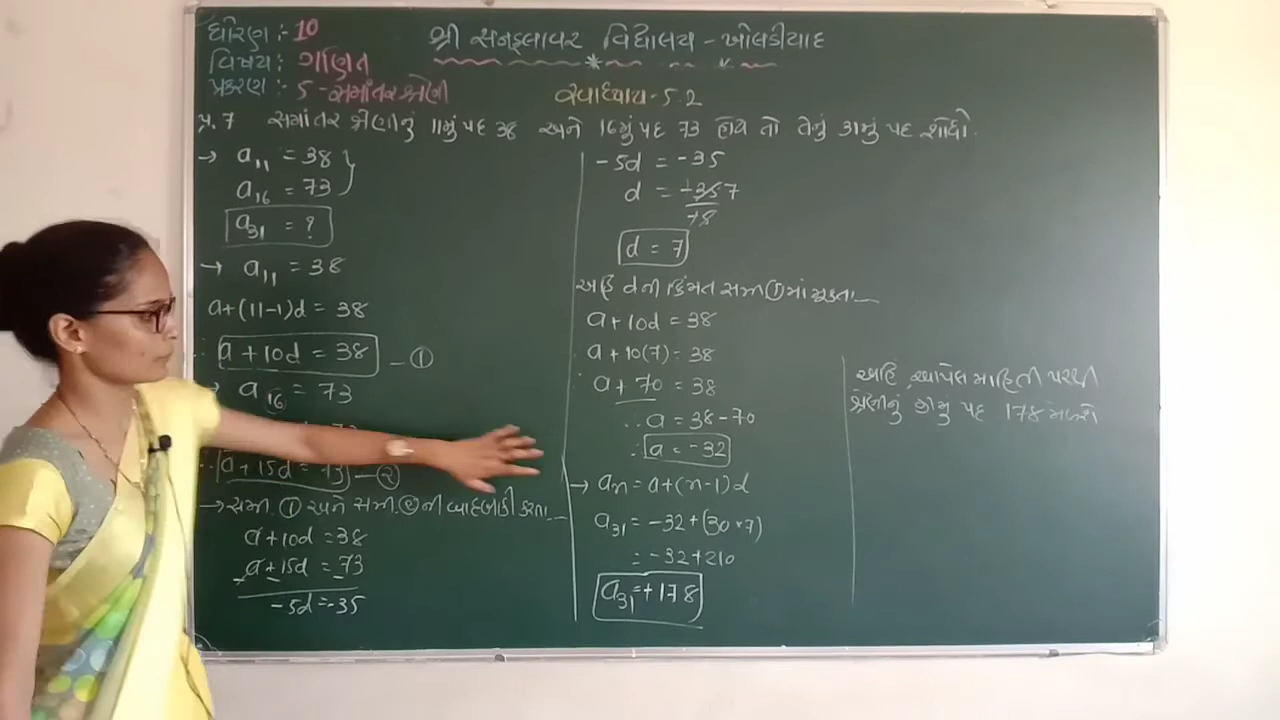 ધોરણ :- 10
વિષય :- ગણિત
પ્રકરણ :- 5 - સમાંતર શ્રેણી
શ્રી સનફ્લાવર વિદ્યાલય - ખોલડીયાદ
સ્વાધ્યાય - 5.2
પ્ર. 7 સમાંતર શ્રેણીનું 11મું પદ 38 અને 16મું પદ 73 હોય તો તેનું 31મું પદ શોધો.
→ a₁₁ = 38
a₁₆ = 73
a₃₁ = ?
→ a₁₁ = 38
a+(11-1)d = 38
∴ a+10d = 38 - ①
→ a₁₆ = 73
∴ a+15d = 73 - ②
→ સમી. ① અને સમી. ② ની બાદબાકી કરતા
a+10d = 38
a+15d = 73
-5d = -35
-5d = -35
d = -35 7
-5
d = 7
અહિં d ની કિંમત સમી ① માં મૂકતા
a+10d = 38
a+10(7) = 38
∴ a+70 = 38
∴ a = 38-70
∴ a = -32
→ aₙ = a+(n-1)d
a₃₁ = -32+(30×7)
= -32+210
a₃₁ = +178
અહિં આપેલ માહિતી પરથી
શ્રેણીનું 31મું પદ 178 મળશે